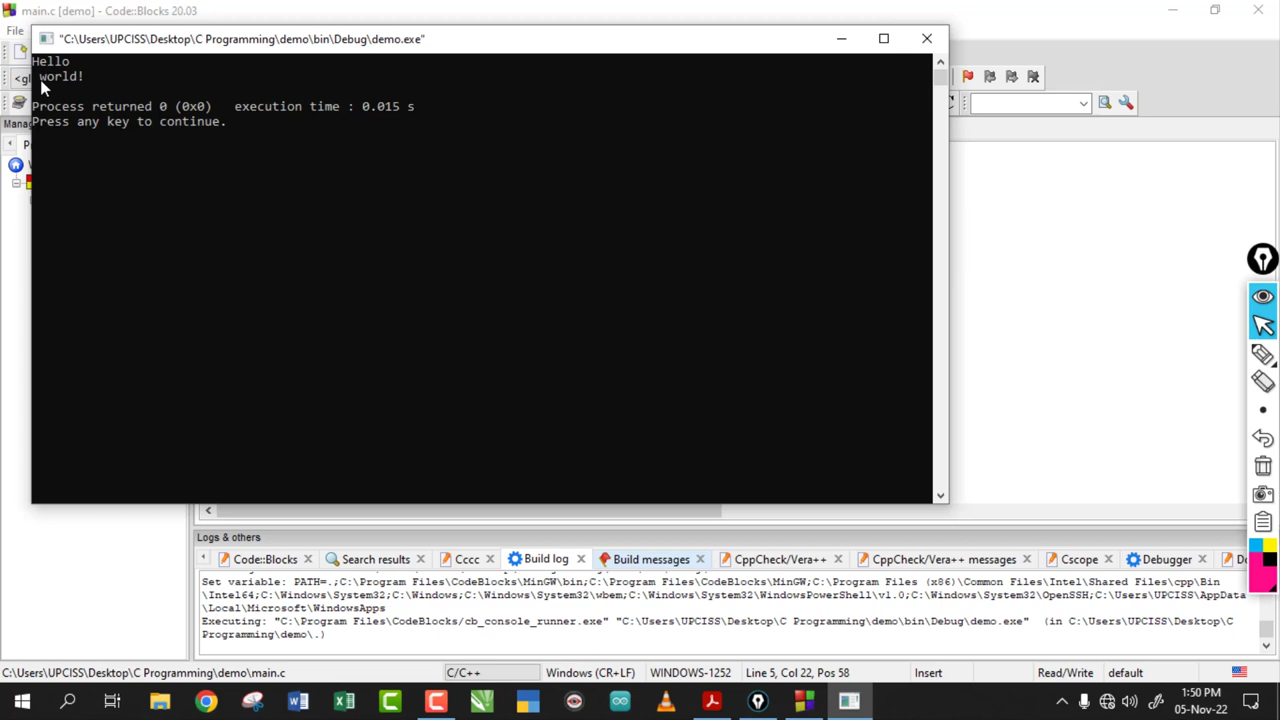 main.c [demo] - Code::Blocks 20.03
File
"C:\Users\UPCISS\Desktop\C Programming\demo\bin\Debug\demo.exe"
Hello
 world!
Process returned 0 (0x0)   execution time : 0.015 s
Press any key to continue.
Logs & others
Code::Blocks
Search results
Cccc
Build log
Build messages
CppCheck/Vera++
CppCheck/Vera++ messages
Cscope
Debugger
Set variable: PATH=.;C:\Program Files\CodeBlocks\MinGW\bin;C:\Program Files\CodeBlocks\MinGW;C:\Program Files (x86)\Common Files\Intel\Shared Files\cpp\Bin
\Intel64;C:\Windows\System32;C:\Windows;C:\Windows\System32\wbem;C:\Windows\System32\WindowsPowerShell\v1.0;C:\Windows\System32\OpenSSH;C:\Users\UPCISS\AppData
\Local\Microsoft\WindowsApps
Executing: "C:\Program Files\CodeBlocks/cb_console_runner.exe" "C:\Users\UPCISS\Desktop\C Programming\demo\bin\Debug\demo.exe"  (in C:\Users\UPCISS\Desktop\C
Programming\demo\.)
C:\Users\UPCISS\Desktop\C Programming\demo\main.c
C/C++
Windows (CR+LF)
WINDOWS-1252
Line 5, Col 22, Pos 58
Insert
Read/Write
default
1:50 PM
05-Nov-22